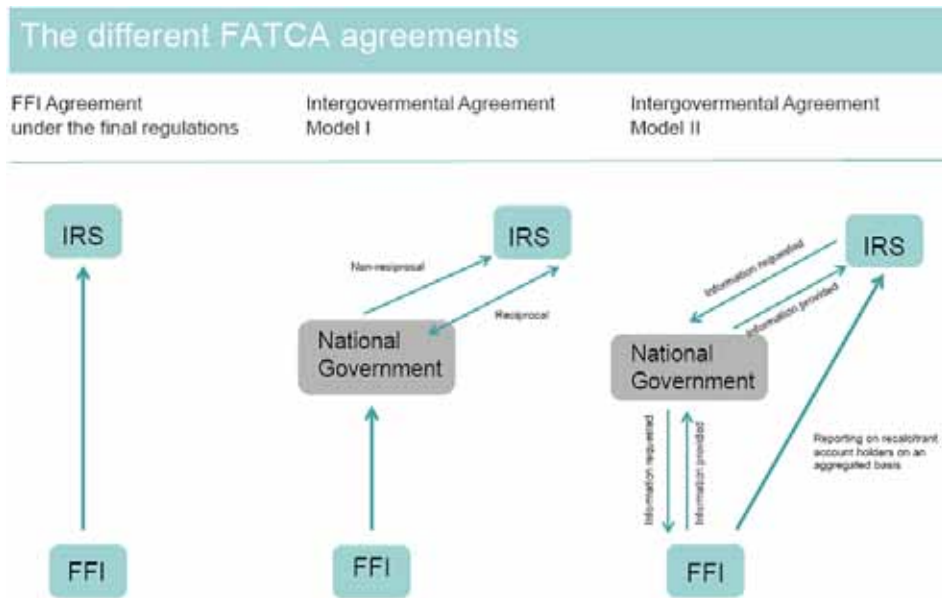 The different FATCA agreements
FFI Agreement
under the final regulations
Intergovermental Agreement
Model I
Intergovermental Agreement
Model II
IRS
FFI
IRS
Non-reciprosal
Reciprocal
National
Government
FFI
IRS
Information requested
Information provided
National
Government
Information requested
Information provided
Reporting on recalcitrant
account holders on an
aggregated basis
FFI